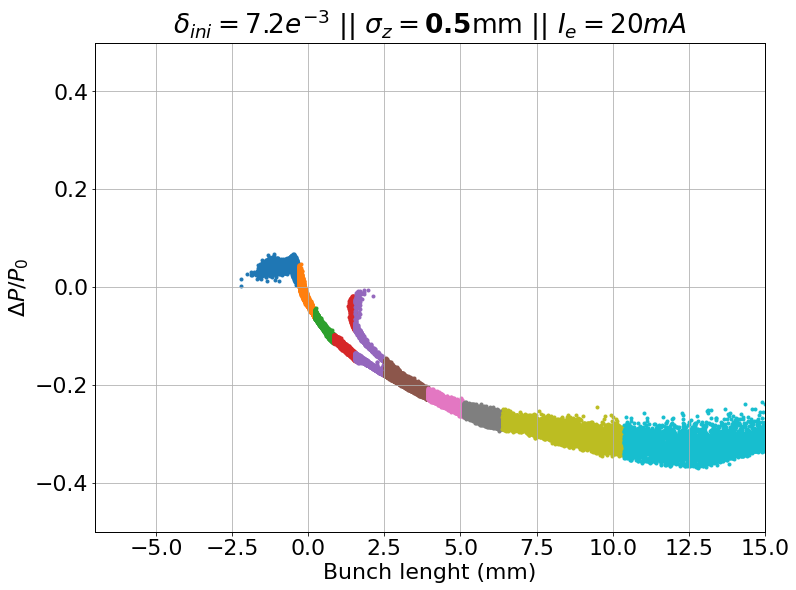 δ_ini = 7.2e⁻³ || σ_z = 0.5mm || I_e = 20mA
0.4
0.2
0.0
−0.2
−0.4
ΔP/P₀
−5.0 −2.5 0.0 2.5 5.0 7.5 10.0 12.5 15.0
Bunch lenght (mm)